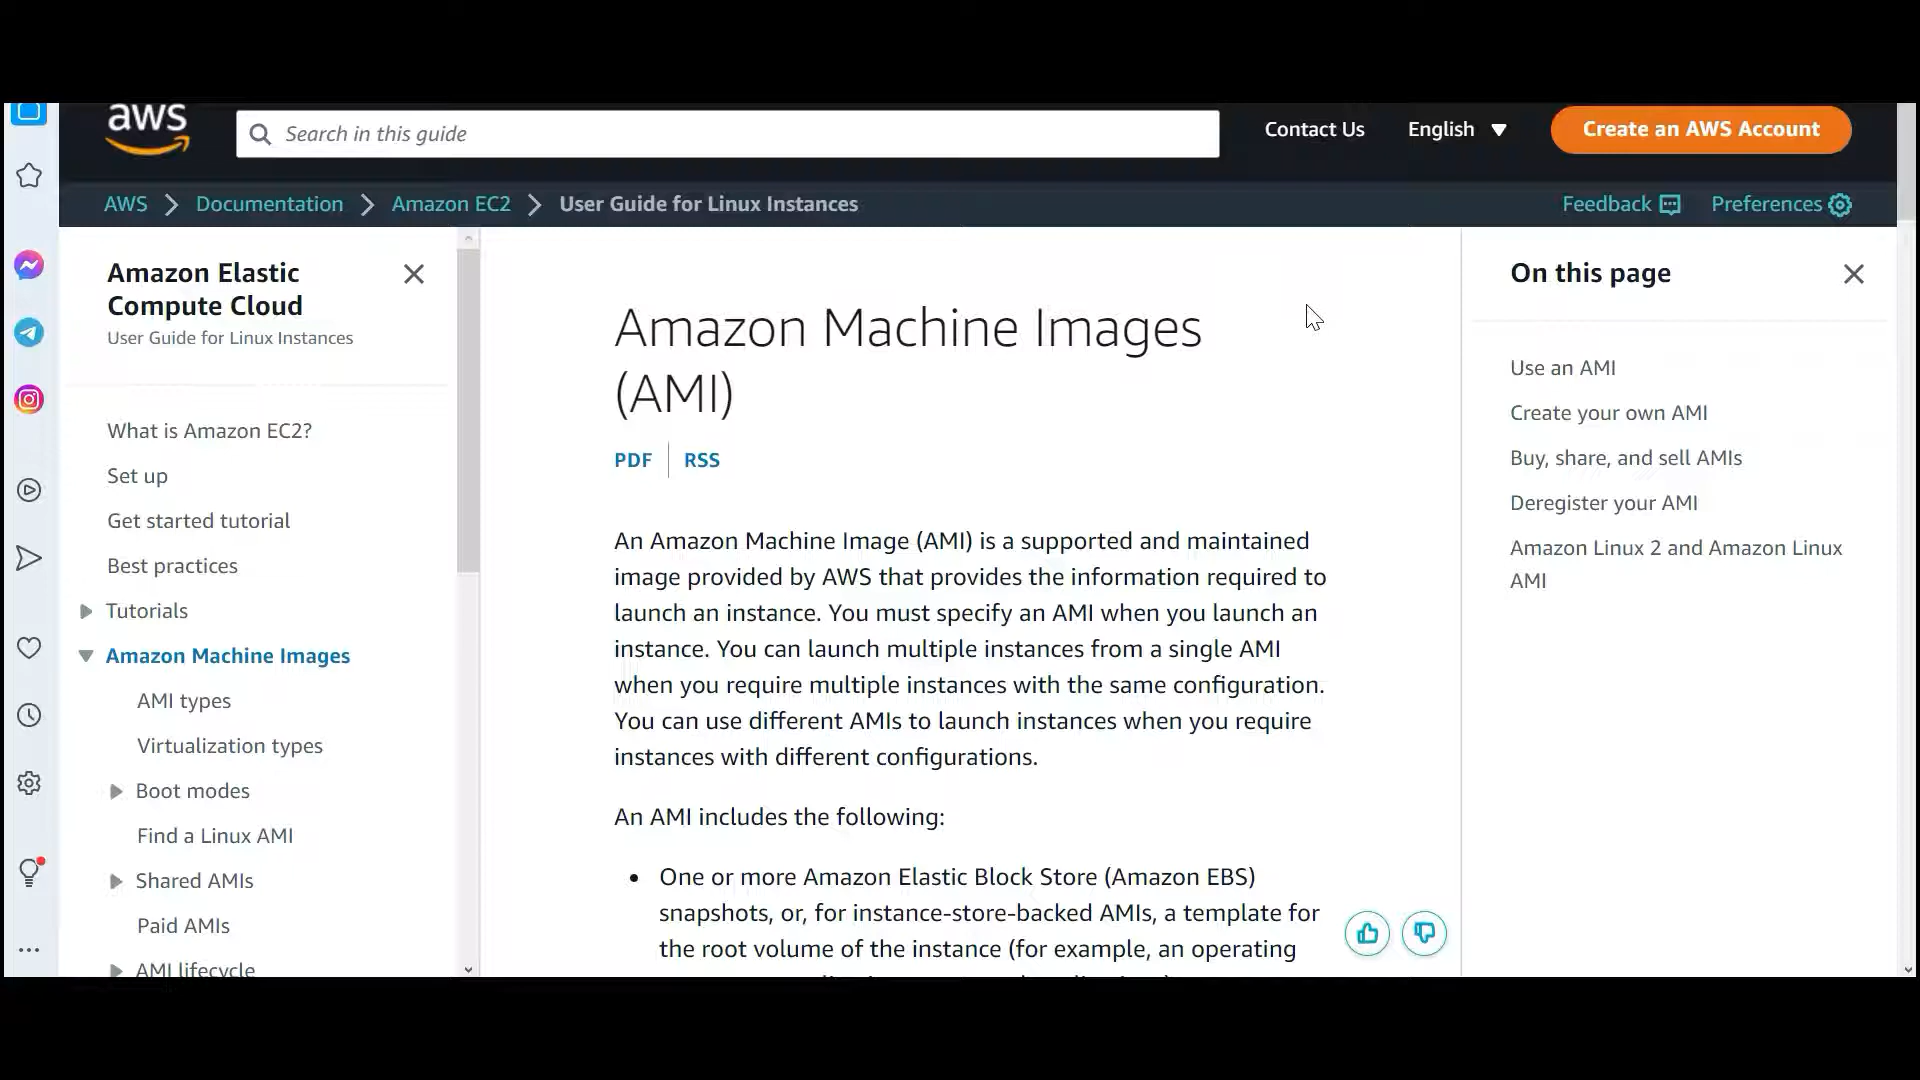 aws
Search in this guide
Contact Us
English
Create an AWS Account
AWS
Documentation
Amazon EC2
User Guide for Linux Instances
Feedback
Preferences
Amazon Elastic
Compute Cloud
User Guide for Linux Instances
What is Amazon EC2?
Set up
Get started tutorial
Best practices
Tutorials
Amazon Machine Images
AMI types
Virtualization types
Boot modes
Find a Linux AMI
Shared AMIs
Paid AMIs
AMI lifecycle
Amazon Machine Images
(AMI)
PDF
RSS
An Amazon Machine Image (AMI) is a supported and maintained
image provided by AWS that provides the information required to
launch an instance. You must specify an AMI when you launch an
instance. You can launch multiple instances from a single AMI
when you require multiple instances with the same configuration.
You can use different AMIs to launch instances when you require
instances with different configurations.
An AMI includes the following:
• One or more Amazon Elastic Block Store (Amazon EBS)
snapshots, or, for instance-store-backed AMIs, a template for
the root volume of the instance (for example, an operating
On this page
Use an AMI
Create your own AMI
Buy, share, and sell AMIs
Deregister your AMI
Amazon Linux 2 and Amazon Linux
AMI